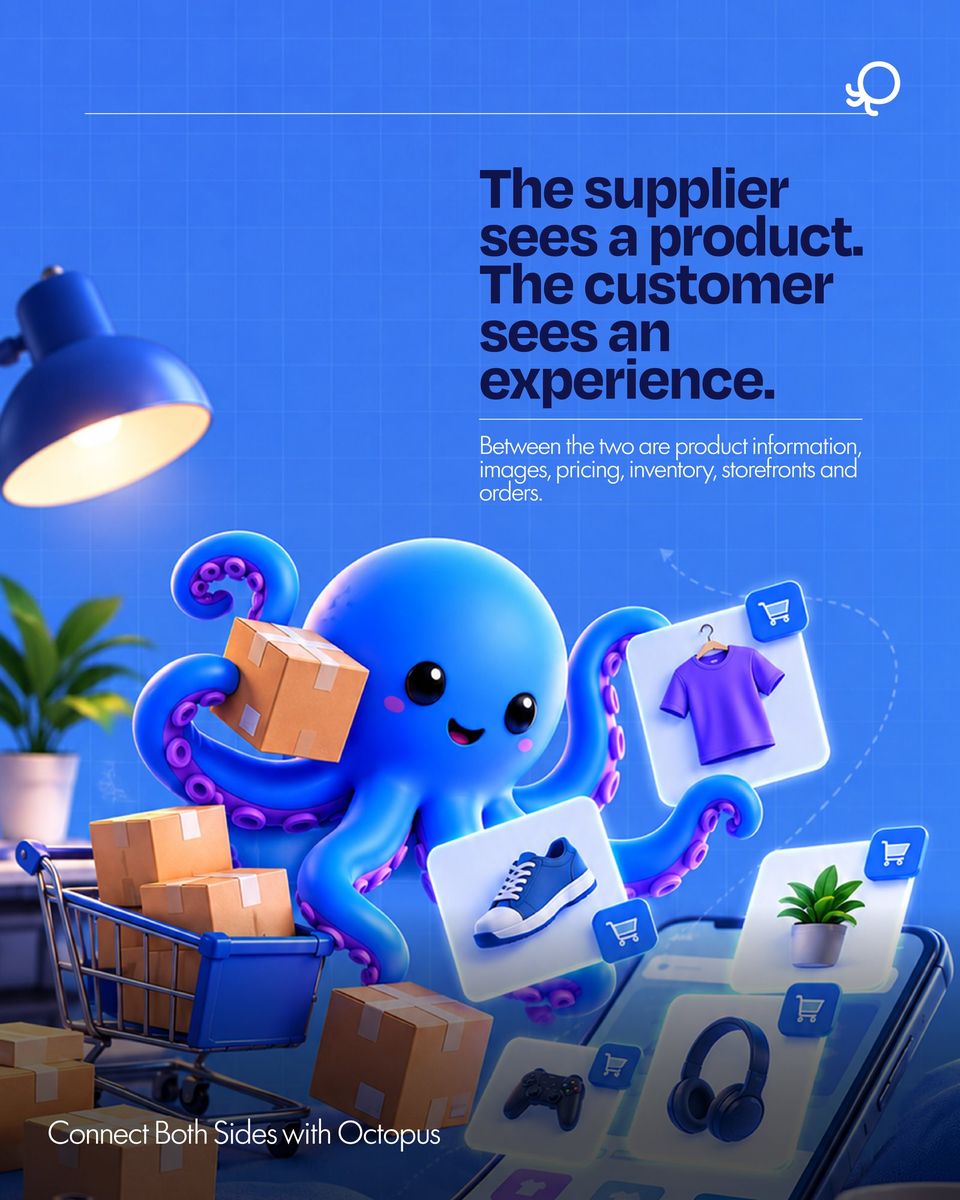 The supplier
sees a product.
The customer
sees an
experience.
Between the two are product information,
images, pricing, inventory, storefronts and
orders.
Connect Both Sides with Octopus